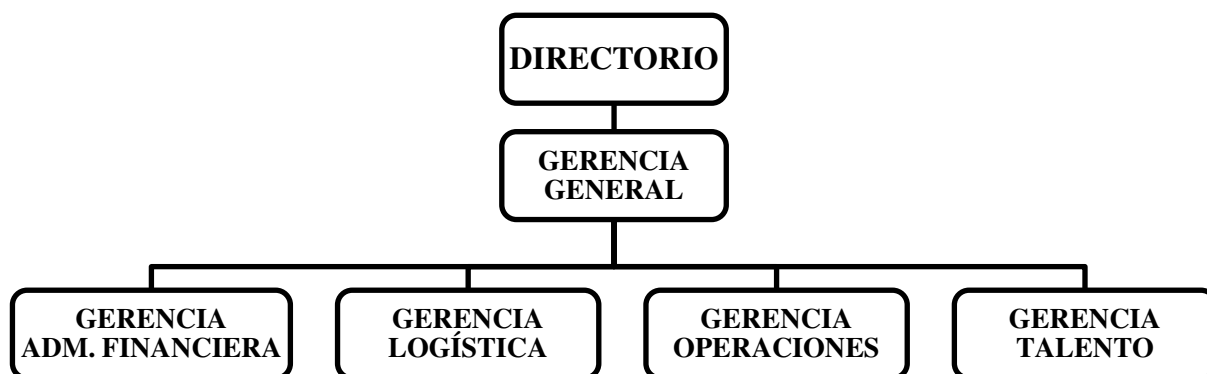 DIRECTORIO
GERENCIA
GENERAL
GERENCIA
ADM. FINANCIERA
GERENCIA
LOGÍSTICA
GERENCIA
OPERACIONES
GERENCIA
TALENTO